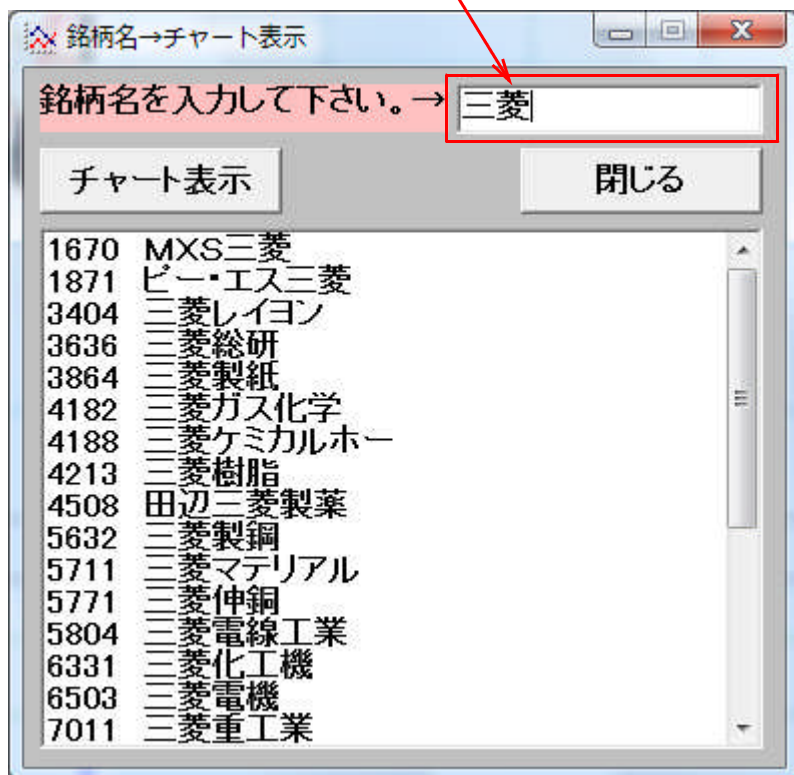 銘柄名→チャート表示
銘柄名を入力して下さい。→ 三菱
チャート表示 閉じる
1670 MXS三菱
1871 ピー・エス三菱
3404 三菱レイヨン
3636 三菱総研
3864 三菱製紙
4182 三菱ガス化学
4188 三菱ケミカルホー
4213 三菱樹脂
4508 田辺三菱製薬
5632 三菱製鋼
5711 三菱マテリアル
5771 三菱伸銅
5804 三菱電線工業
6331 三菱化工機
6503 三菱電機
7011 三菱重工業